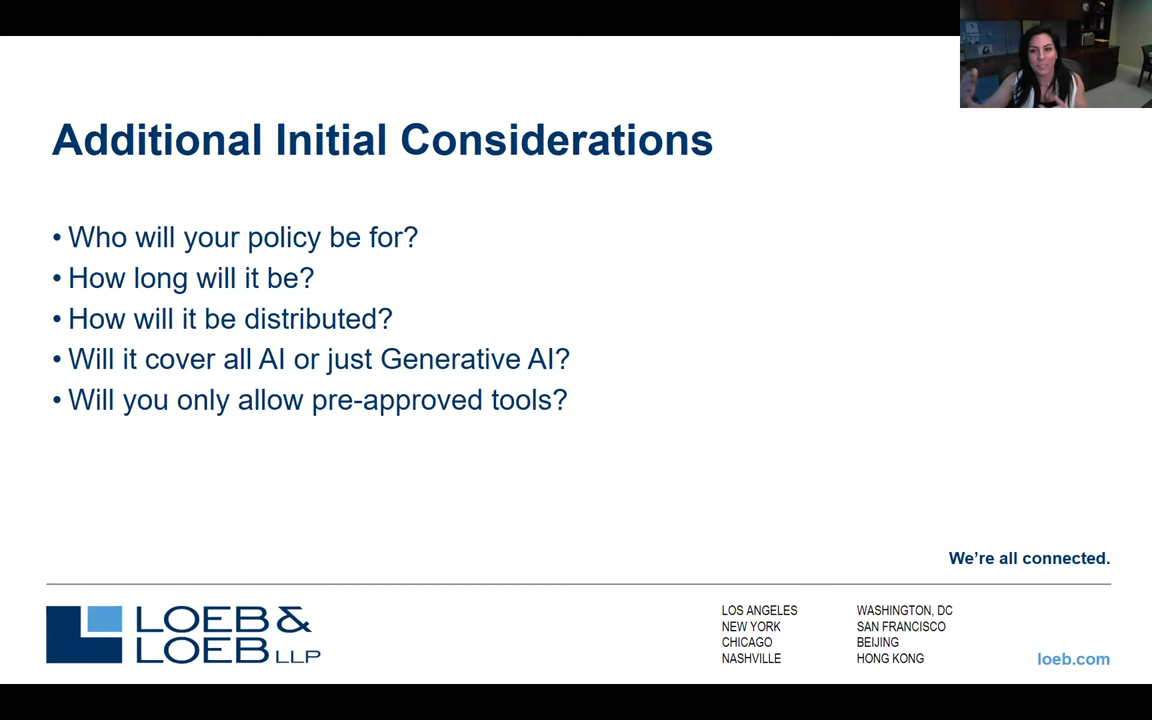 Additional Initial Considerations
• Who will your policy be for?
• How long will it be?
• How will it be distributed?
• Will it cover all AI or just Generative AI?
• Will you only allow pre-approved tools?
We're all connected.
LOEB &
LOEB LLP
LOS ANGELES
NEW YORK
CHICAGO
NASHVILLE
WASHINGTON, DC
SAN FRANCISCO
BEIJING
HONG KONG
loeb.com